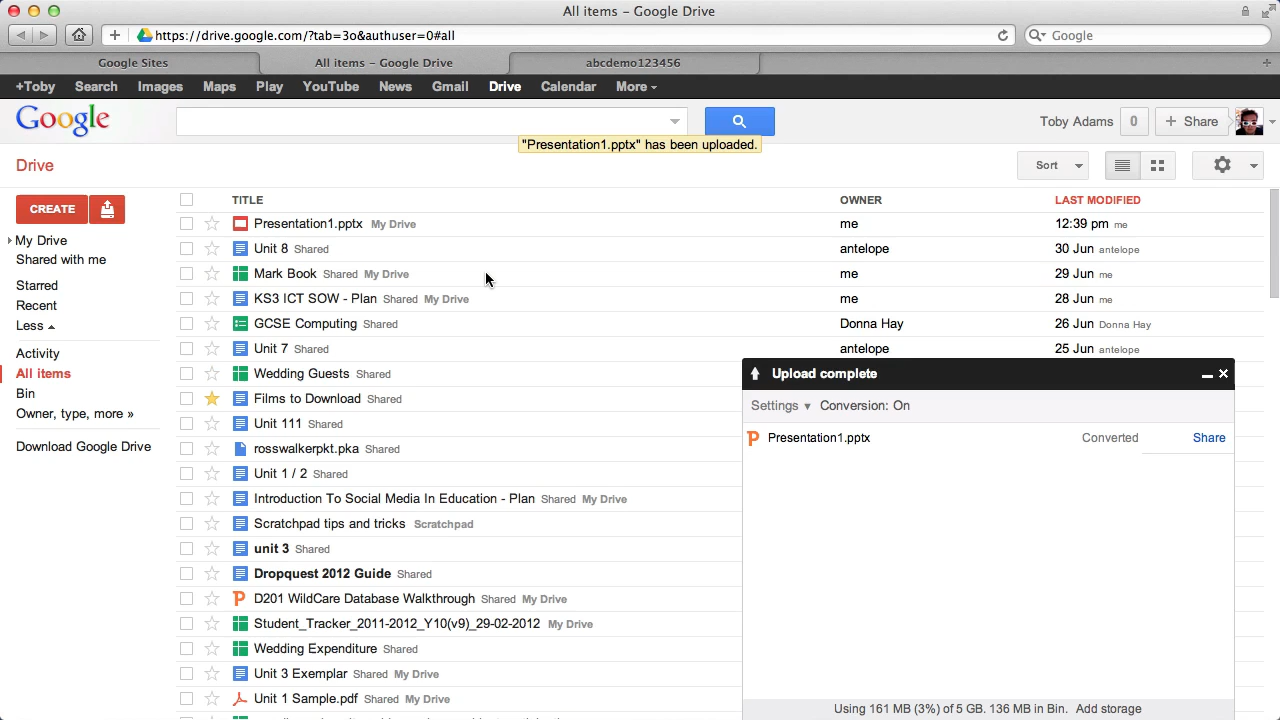 All items – Google Drive
https://drive.google.com/?tab=3o&authuser=0#all
Google
Google Sites
All items – Google Drive
abcdemo123456
+Toby Search Images Maps Play YouTube News Gmail Drive Calendar More
Google
Toby Adams 0 + Share
"Presentation1.pptx" has been uploaded.
Drive
Sort
CREATE
My Drive
Shared with me
Starred
Recent
Less
Activity
All items
Bin
Owner, type, more »
Download Google Drive
TITLE OWNER LAST MODIFIED
Presentation1.pptx My Drive me 12:39 pm me
Unit 8 Shared antelope 30 Jun antelope
Mark Book Shared My Drive me 29 Jun me
KS3 ICT SOW - Plan Shared My Drive me 28 Jun me
GCSE Computing Shared Donna Hay 26 Jun Donna Hay
Unit 7 Shared antelope 25 Jun antelope
Wedding Guests Shared
Films to Download Shared
Unit 111 Shared
rosswalkerpkt.pka Shared
Unit 1 / 2 Shared
Introduction To Social Media In Education - Plan Shared My Drive
Scratchpad tips and tricks Scratchpad
unit 3 Shared
Dropquest 2012 Guide Shared
D201 WildCare Database Walkthrough Shared My Drive
Student_Tracker_2011-2012_Y10(v9)_29-02-2012 My Drive
Wedding Expenditure Shared
Unit 3 Exemplar Shared My Drive
Unit 1 Sample.pdf Shared My Drive
Upload complete
Settings Conversion: On
Presentation1.pptx Converted Share
Using 161 MB (3%) of 5 GB. 136 MB in Bin. Add storage